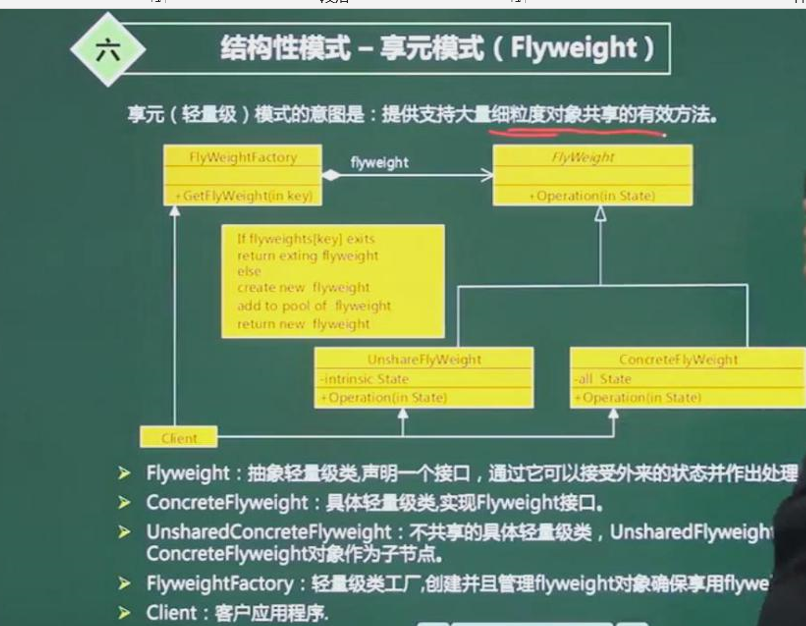 六
结构性模式 – 享元模式（Flyweight）
享元（轻量级）模式的意图是：提供支持大量细粒度对象共享的有效方法。
FlyWeightFactory
+GetFlyWeight(in key)
flyweight
FlyWeight
+Operation(in State)
If flyweights[key] exits
return exting flyweight
else
create new flyweight
add to pool of flyweight
return new flyweight
UnshareFlyWeight
-intrinsic State
+Operation(in State)
ConcreteFlyWeight
-all State
+Operation(in State)
Client
Flyweight：抽象轻量级类,声明一个接口，通过它可以接受外来的状态并作出处理
ConcreteFlyweight：具体轻量级类,实现Flyweight接口。
UnsharedConcreteFlyweight：不共享的具体轻量级类，UnsharedFlyweight
ConcreteFlyweight对象作为子节点。
FlyweightFactory：轻量级类工厂,创建并且管理flyweight对象确保享用flywe
Client：客户应用程序.